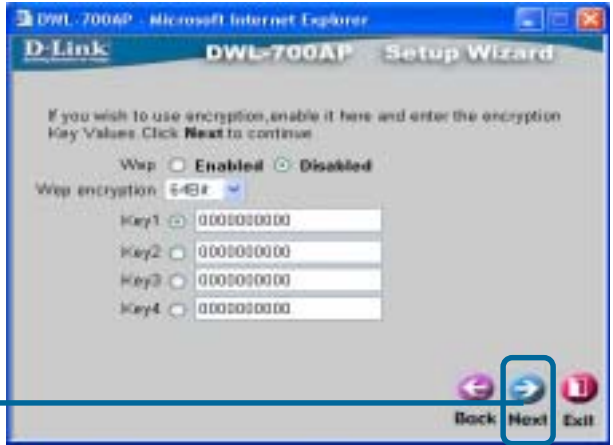 DWL-700AP - Microsoft Internet Explorer
D-Link
DWL-700AP Setup Wizard
If you wish to use encryption,enable it here and enter the encryption
Key Values. Click Next to continue
Wep Enabled Disabled
Wep encryption 64Bit
Key1 0000000000
Key2 0000000000
Key3 0000000000
Key4 0000000000
Back Next Exit